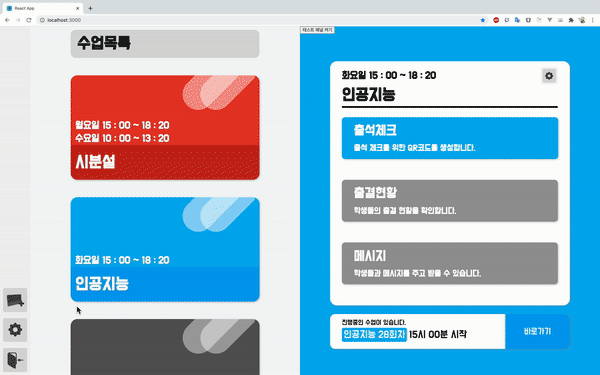 React App
localhost:3000
수업목록
월요일 15 : 00 ~ 18 : 20
수요일 10 : 00 ~ 13 : 20
시분설
화요일 15 : 00 ~ 18 : 20
인공지능
테스트 패널 켜기
화요일 15 : 00 ~ 18 : 20
인공지능
출석체크
출석 체크를 위한 QR코드를 생성합니다.
출결현황
학생들의 출결 현황을 확인합니다.
메시지
학생들과 메시지를 주고 받을 수 있습니다.
진행중인 수업이 있습니다.
인공지능 28회차 15시 00분 시작
바로가기